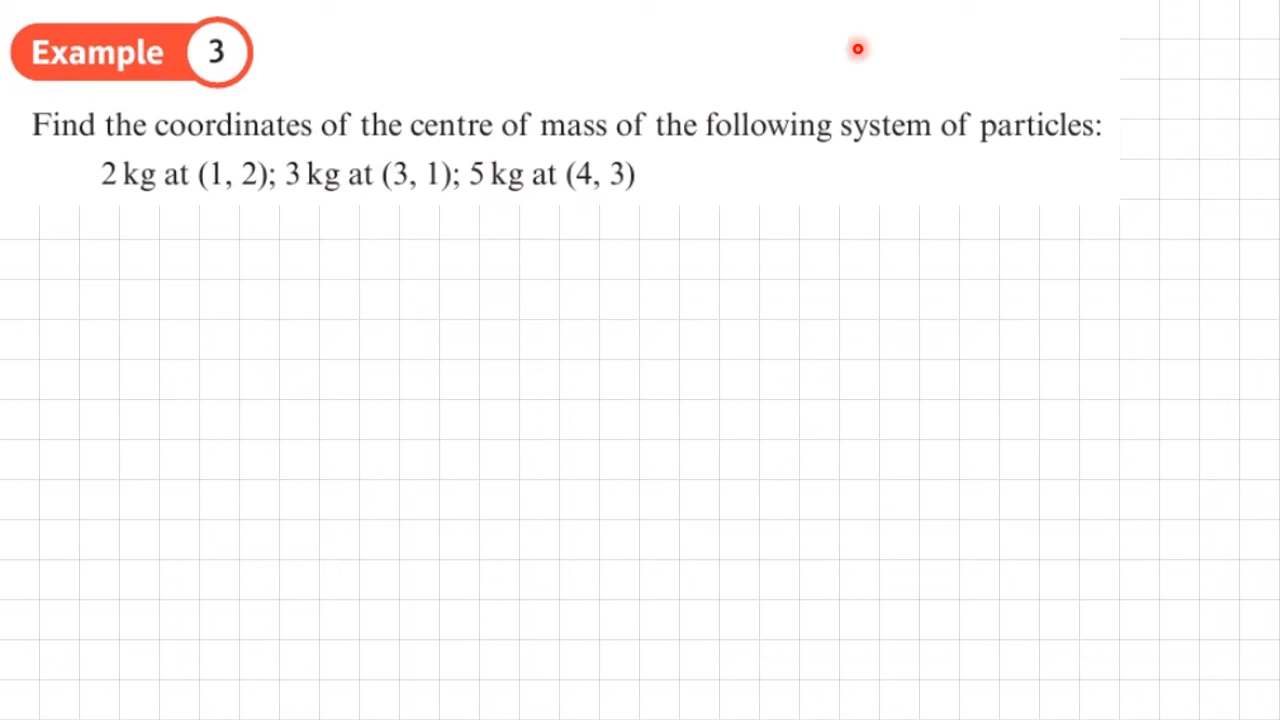 Example 3
Find the coordinates of the centre of mass of the following system of particles:
2 kg at (1, 2); 3 kg at (3, 1); 5 kg at (4, 3)